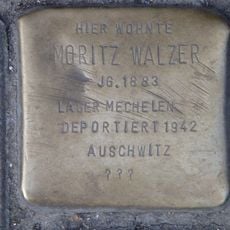 HIER WOHNTE
MORITZ WALZER
JG. 1883
LAGER MECHELEN
DEPORTIERT 1942
AUSCHWITZ
???